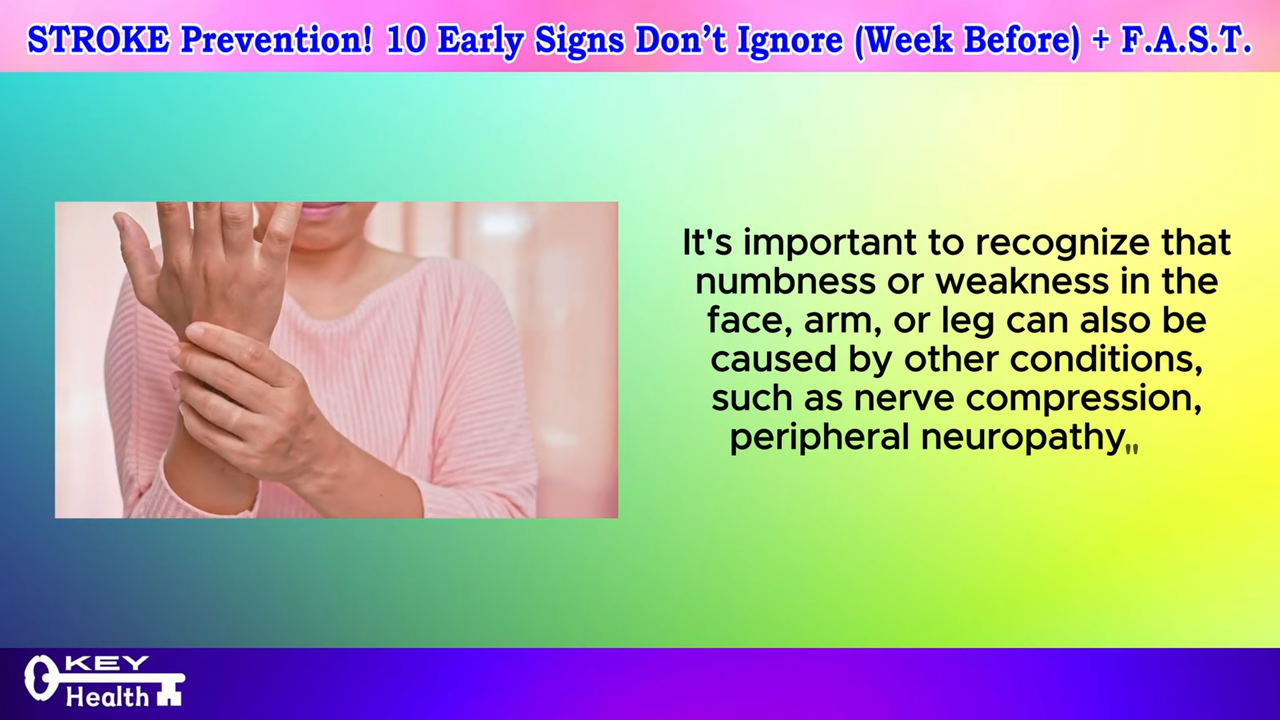 STROKE Prevention! 10 Early Signs Don’t Ignore (Week Before) + F.A.S.T.
It's important to recognize that
numbness or weakness in the
face, arm, or leg can also be
caused by other conditions,
such as nerve compression,
peripheral neuropathy,
KEY
Health